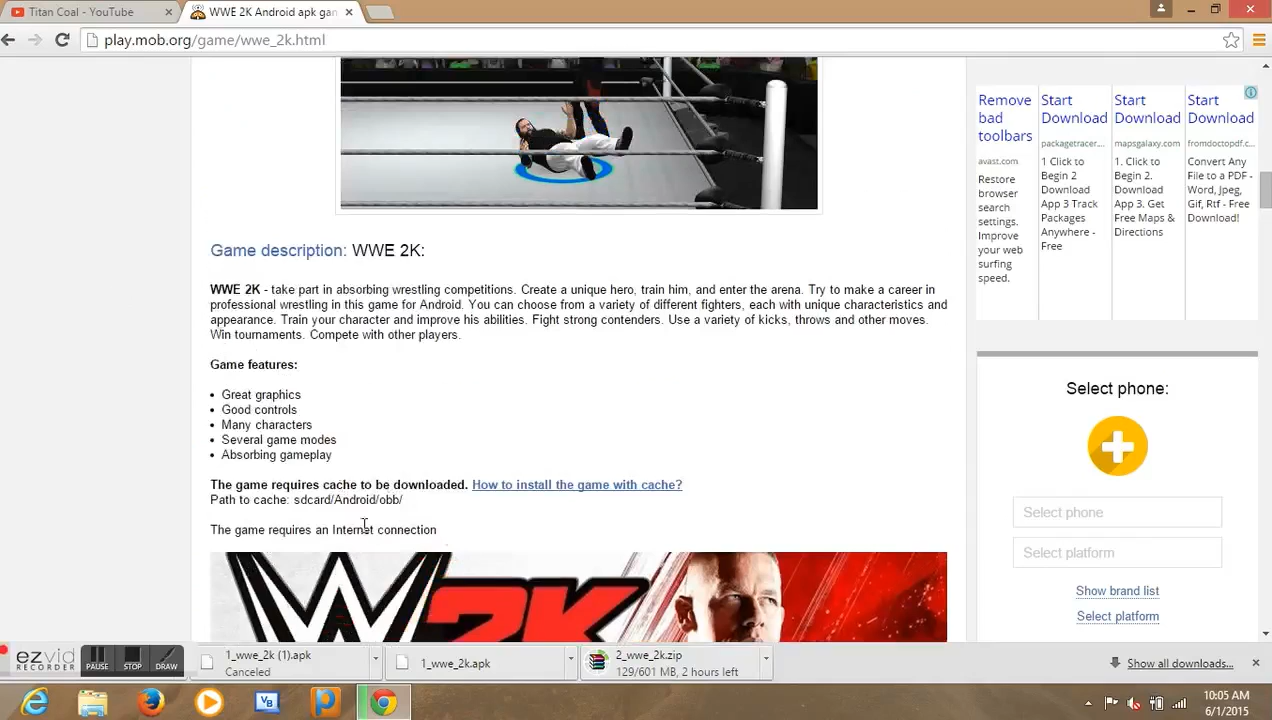 Titan Coal - YouTube
WWE 2K Android apk gan
play.mob.org/game/wwe_2k.html
Remove bad toolbars
avast.com
Restore browser search settings. Improve your web surfing speed.
Start Download
packagetracer....
1 Click to Begin 2 Download App 3 Track Packages Anywhere - Free
Start Download
mapsgalaxy.com
1. Click to Begin 2. Download App 3. Get Free Maps & Directions
Start Download
fromdoctopdf.c...
Convert Any File to a PDF - Word, Jpeg, Gif, Rtf - Free Download!
Game description: WWE 2K:
WWE 2K - take part in absorbing wrestling competitions. Create a unique hero, train him, and enter the arena. Try to make a career in
professional wrestling in this game for Android. You can choose from a variety of different fighters, each with unique characteristics and
appearance. Train your character and improve his abilities. Fight strong contenders. Use a variety of kicks, throws and other moves.
Win tournaments. Compete with other players.
Game features:
• Great graphics
• Good controls
• Many characters
• Several game modes
• Absorbing gameplay
The game requires cache to be downloaded. How to install the game with cache?
Path to cache: sdcard/Android/obb/
The game requires an Internet connection
Select phone:
Select phone
Select platform
Show brand list
Select platform
W 2K
ezvid
RECORDER
PAUSE
STOP
DRAW
1_wwe_2k (1).apk
Canceled
1_wwe_2k.apk
2_wwe_2k.zip
129/601 MB, 2 hours left
Show all downloads...
VB
10:05 AM
6/1/2015